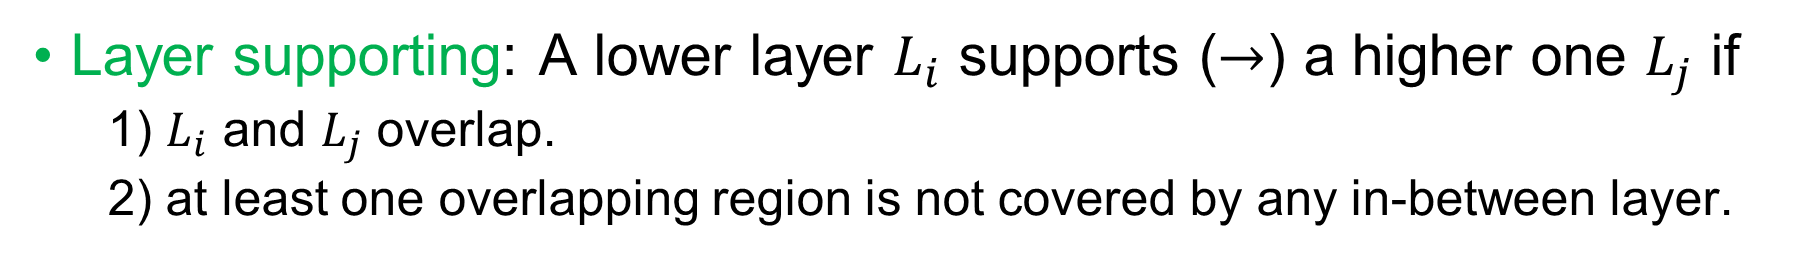 • Layer supporting: A lower layer $L_i$ supports (→) a higher one $L_j$ if
1) $L_i$ and $L_j$ overlap.
2) at least one overlapping region is not covered by any in-between layer.